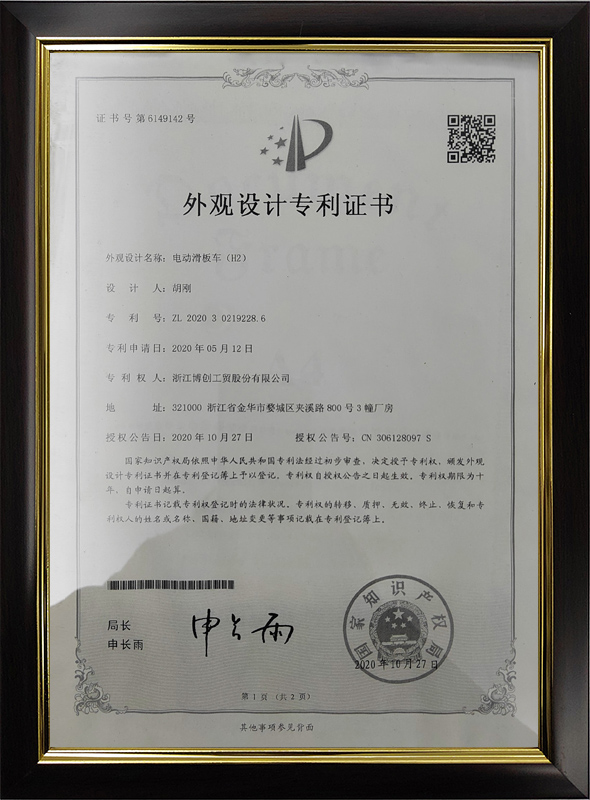 证书号第6149142号
外观设计专利证书
外观设计名称：电动滑板车（H2）
设 计 人：胡刚
专 利 号：ZL 2020 3 0219228.6
专利申请日：2020年05月12日
专 利 权 人：浙江博创工贸股份有限公司
地 址：321000 浙江省金华市婺城区夹溪路800号3幢厂房
授权公告日：2020年10月27日 授权公告号：CN 306128097 S
国家知识产权局依照中华人民共和国专利法经过初步审查，决定授予专利权，颁发外观
设计专利证书并在专利登记簿上予以登记。专利权自授权公告之日起生效。专利权期限为十
年，自申请日起算。
专利证书记载专利权登记时的法律状况。专利权的转移、质押、无效、终止、恢复和专
利权人的姓名或名称、国籍、地址变更等事项记载在专利登记簿上。
局长
申长雨
申长雨
国家知识产权局
2020年10月27日
第1页（共2页）
其他事项参见背面